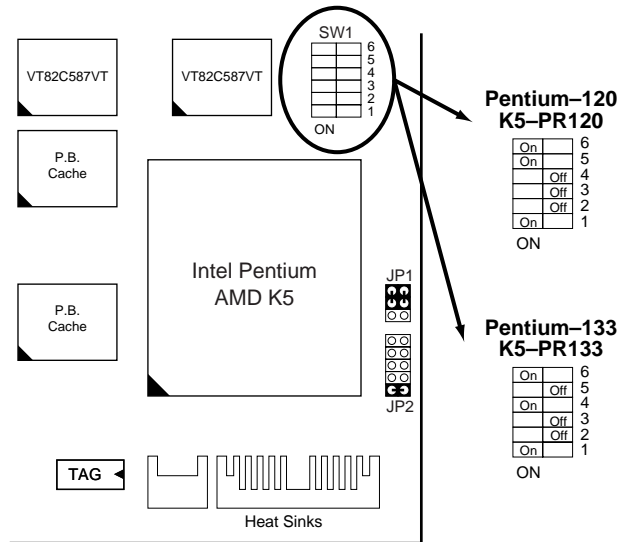 SW1
6
5
4
3
2
1
ON
VT82C587VT
VT82C587VT
P.B.
Cache
P.B.
Cache
Intel Pentium
AMD K5
JP1
JP2
TAG
Heat Sinks
Pentium–120
K5–PR120
On 6
On 5
Off 4
Off 3
Off 2
On 1
ON
Pentium–133
K5–PR133
On 6
Off 5
On 4
Off 3
Off 2
On 1
ON